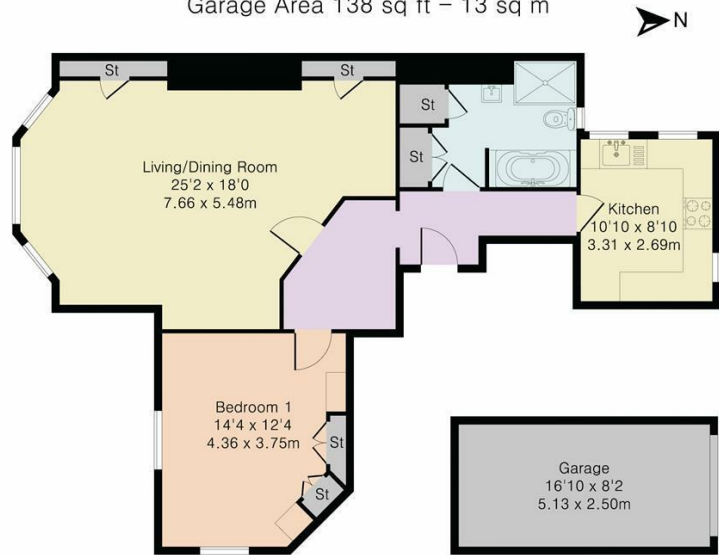 Garage Area 138 sq ft – 13 sq m
N
St
St
St
St
Living/Dining Room
25'2 x 18'0
7.66 x 5.48m
Kitchen
10'10 x 8'10
3.31 x 2.69m
Bedroom 1
14'4 x 12'4
4.36 x 3.75m
St
St
Garage
16'10 x 8'2
5.13 x 2.50m